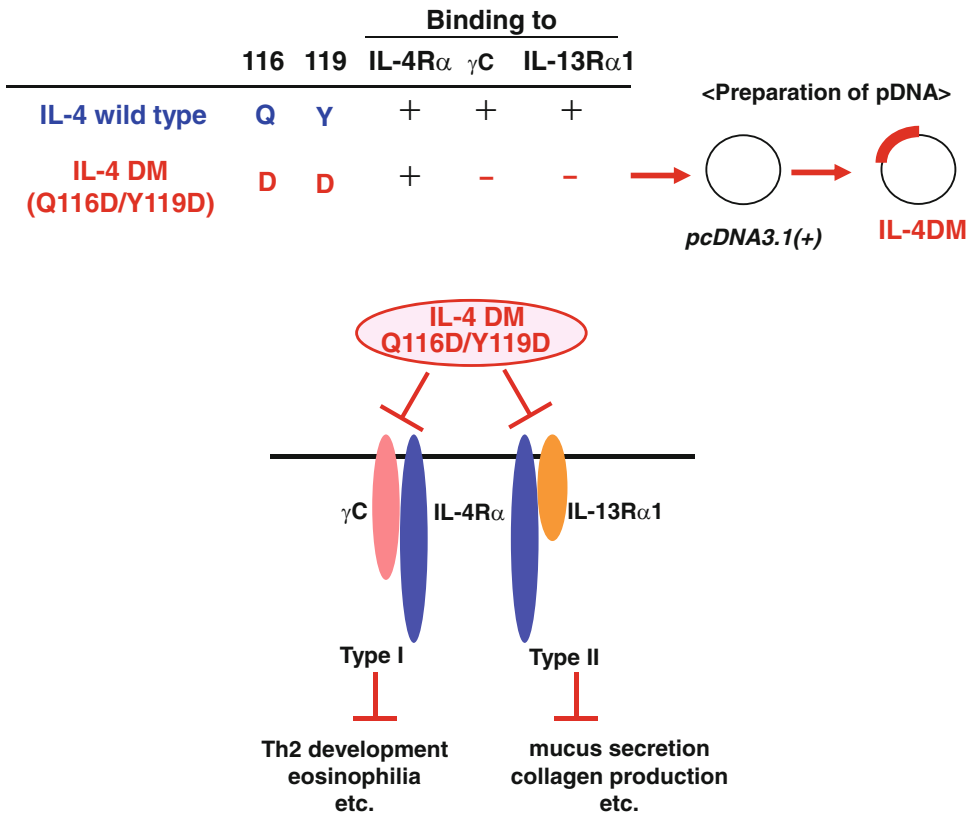 Binding to
116 119 IL-4Rα γC IL-13Rα1
IL-4 wild type Q Y + + +
IL-4 DM
(Q116D/Y119D) D D + – –
<Preparation of pDNA>
pcDNA3.1(+)
IL-4DM
IL-4 DM
Q116D/Y119D
γC IL-4Rα IL-13Rα1
Type I Type II
Th2 development
eosinophilia
etc.
mucus secretion
collagen production
etc.